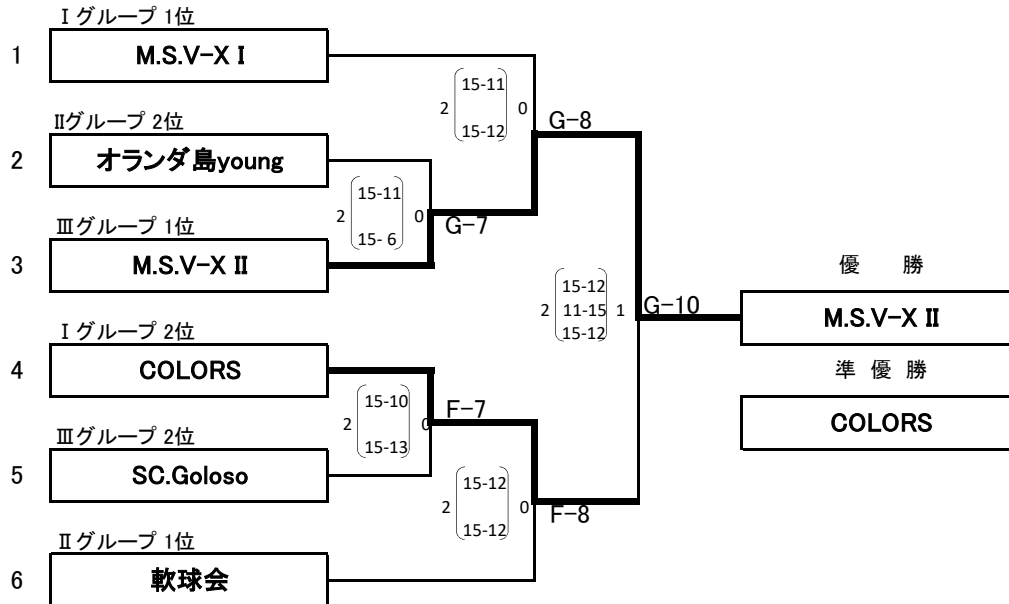 Ⅰグループ 1位
1 M.S.V-X I
2 15-11 0
15-12
G-8
Ⅱグループ 2位
2 オランダ島young
2 15-11 0
15- 6
G-7
Ⅲグループ 1位
3 M.S.V-X II
優 勝
2 15-12 1
11-15
15-12
G-10
M.S.V-X II
Ⅰグループ 2位
準 優 勝
4 COLORS
COLORS
2 15-10 0
15-13
F-7
Ⅲグループ 2位
5 SC.Goloso
2 15-12 0
15-12
F-8
Ⅱグループ 1位
6 軟球会